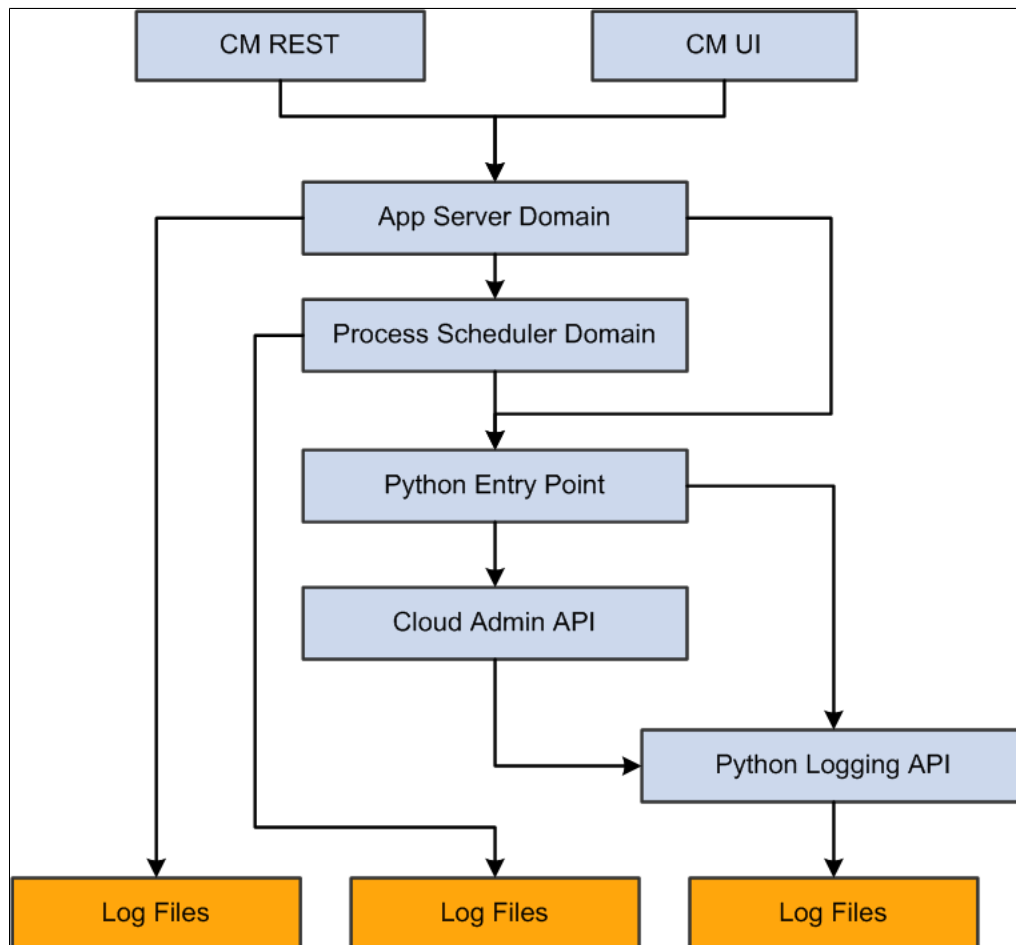 CM REST
CM UI
App Server Domain
Process Scheduler Domain
Python Entry Point
Cloud Admin API
Python Logging API
Log Files
Log Files
Log Files